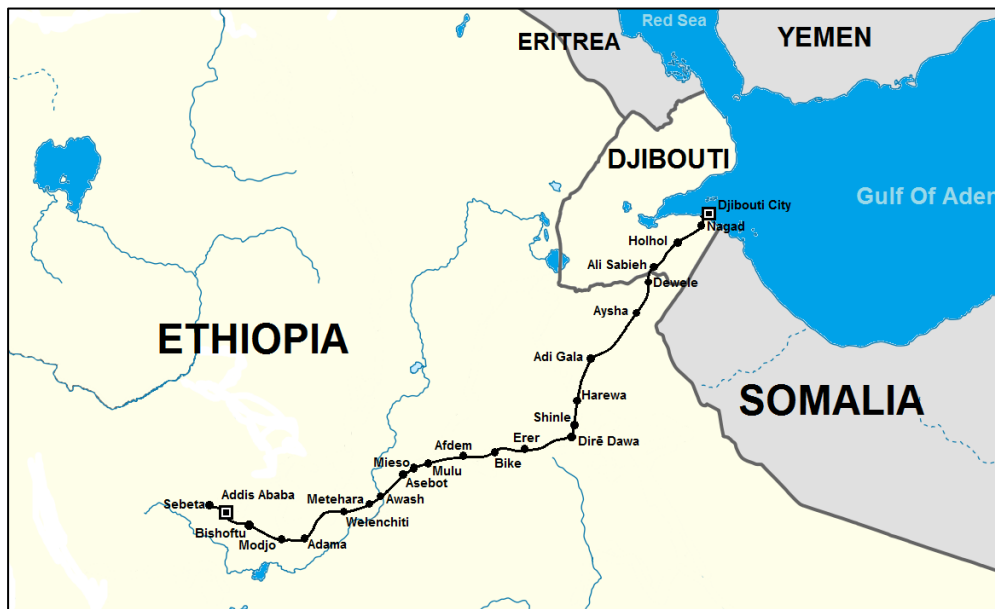 Red Sea
ERITREA
YEMEN
DJIBOUTI
Gulf Of Aden
Djibouti City
Nagad
Holhol
Ali Sabieh
Dewele
Aysha
ETHIOPIA
Adi Gala
SOMALIA
Harewa
Shinle
Dirē Dawa
Erer
Afdem
Bike
Mieso
Mulu
Asebot
Metehara
Awash
Addis Ababa
Sebeta
Welenchiti
Bishoftu
Modjo
Adama